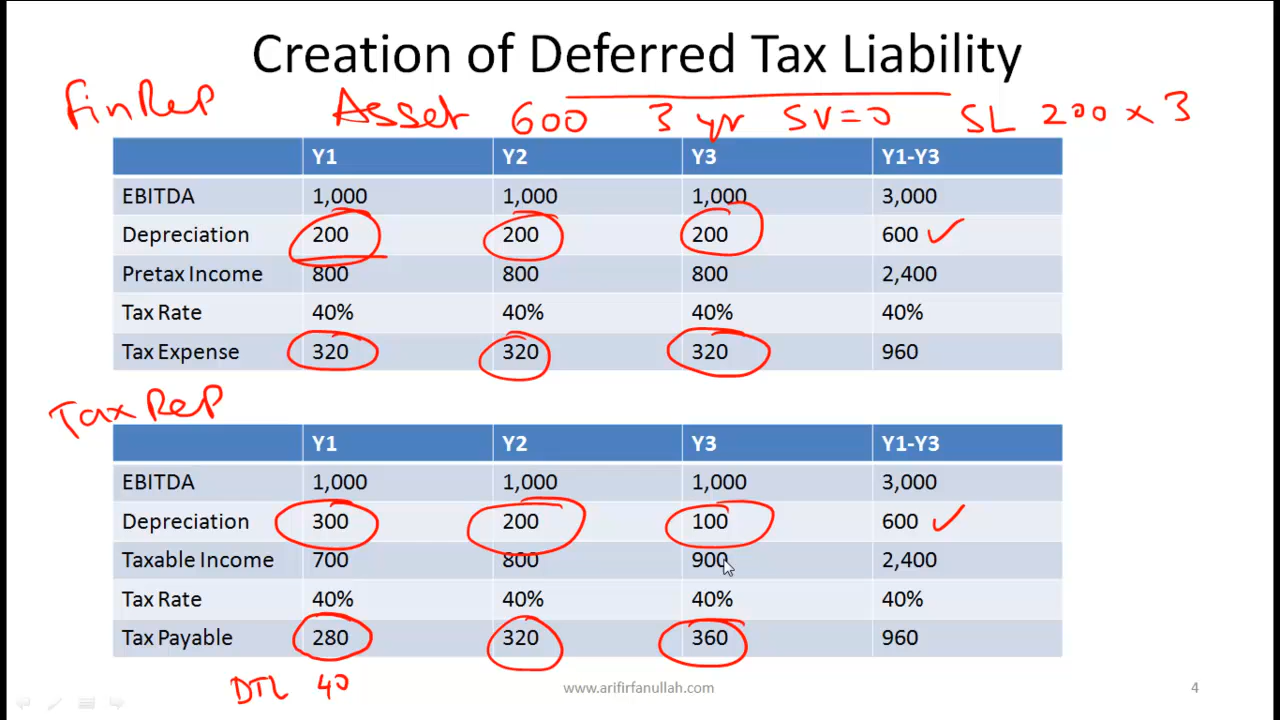 Creation of Deferred Tax Liability
FinRep Asset 600 3 yr SV=0 SL 200 x 3
Y1 Y2 Y3 Y1-Y3
EBITDA 1,000 1,000 1,000 3,000
Depreciation 200 200 200 600 ✓
Pretax Income 800 800 800 2,400
Tax Rate 40% 40% 40% 40%
Tax Expense 320 320 320 960
Tax Rep
Y1 Y2 Y3 Y1-Y3
EBITDA 1,000 1,000 1,000 3,000
Depreciation 300 200 100 600 ✓
Taxable Income 700 800 900 2,400
Tax Rate 40% 40% 40% 40%
Tax Payable 280 320 360 960
DTL 40
www.arifirfanullah.com 4